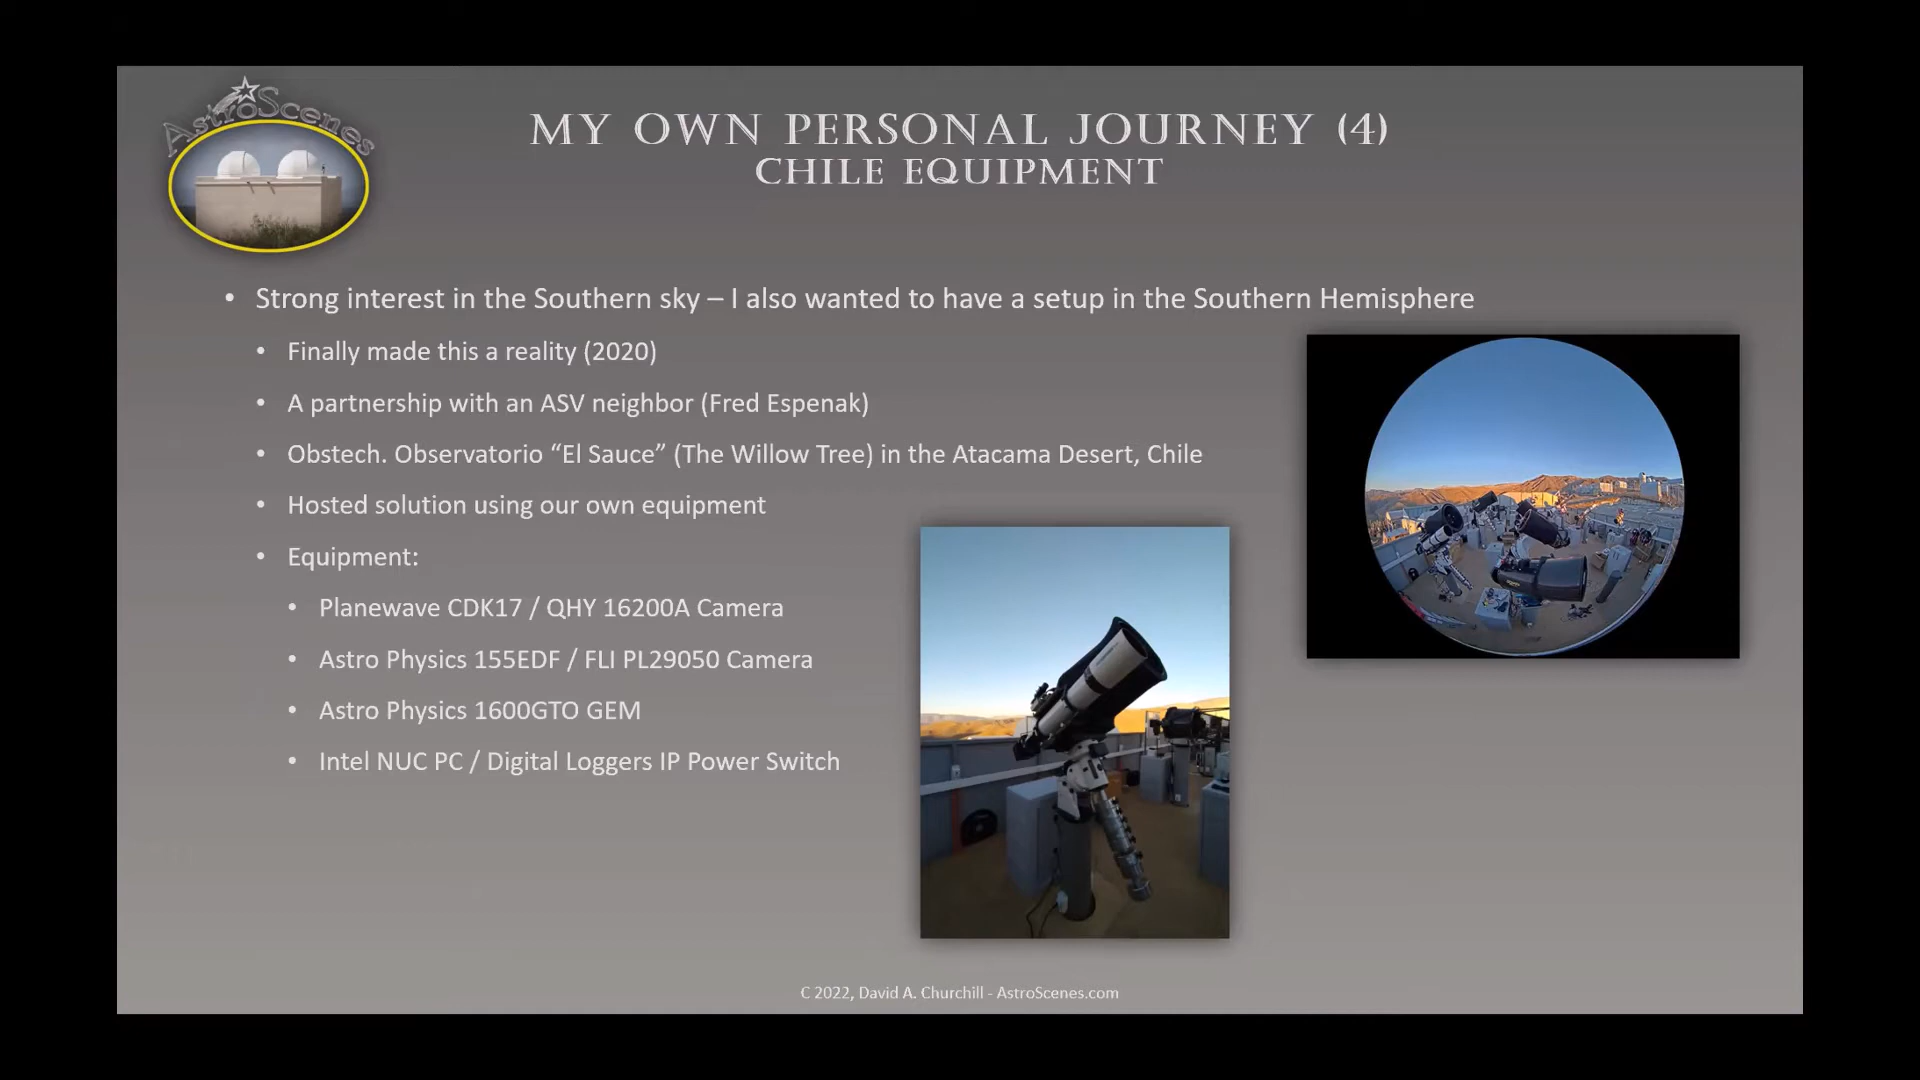 AstroScenes
MY OWN PERSONAL JOURNEY (4)
CHILE EQUIPMENT
• Strong interest in the Southern sky – I also wanted to have a setup in the Southern Hemisphere
• Finally made this a reality (2020)
• A partnership with an ASV neighbor (Fred Espenak)
• Obstech. Observatorio “El Sauce” (The Willow Tree) in the Atacama Desert, Chile
• Hosted solution using our own equipment
• Equipment:
• Planewave CDK17 / QHY 16200A Camera
• Astro Physics 155EDF / FLI PL29050 Camera
• Astro Physics 1600GTO GEM
• Intel NUC PC / Digital Loggers IP Power Switch
C 2022, David A. Churchill - AstroScenes.com